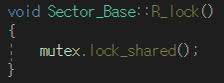 void Sector_Base::R_lock()
{
    mutex.lock_shared();
}